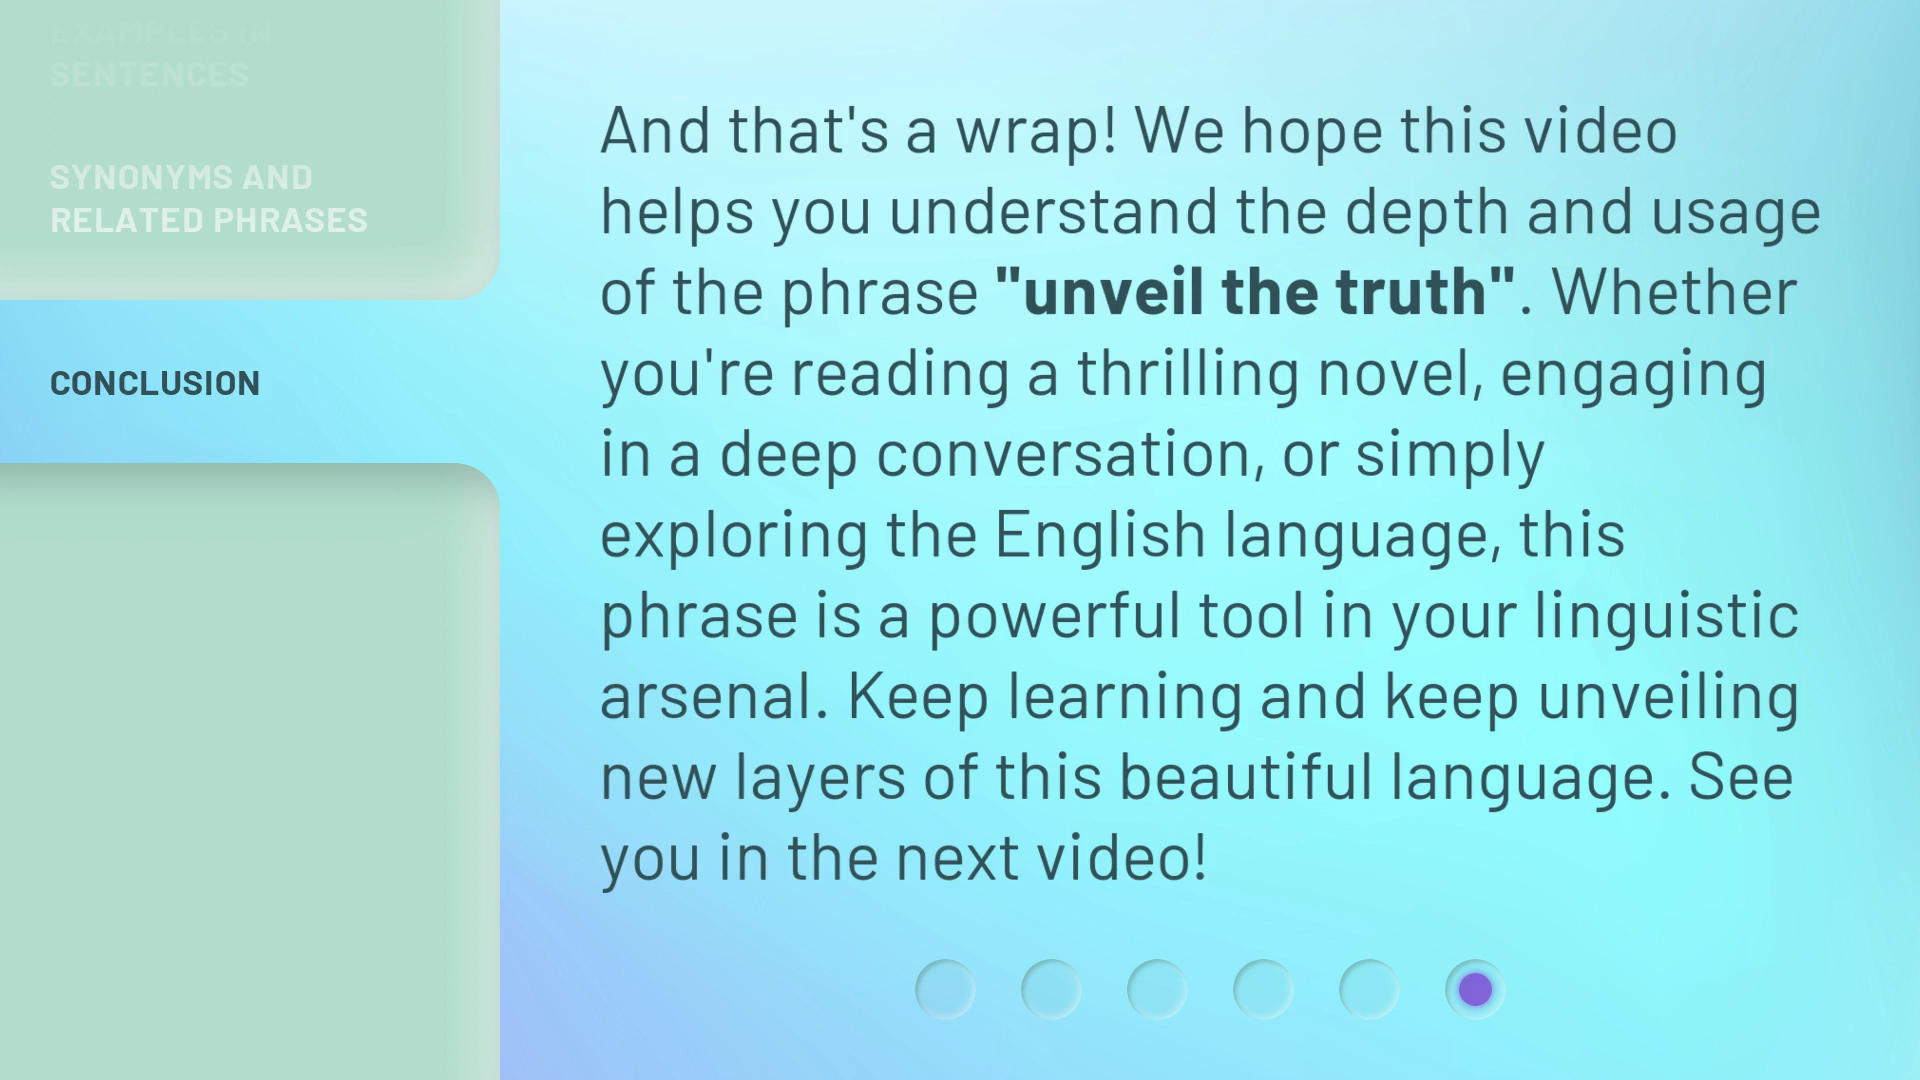 EXAMPLES IN
SENTENCES
SYNONYMS AND
RELATED PHRASES
CONCLUSION
And that's a wrap! We hope this video
helps you understand the depth and usage
of the phrase "unveil the truth". Whether
you're reading a thrilling novel, engaging
in a deep conversation, or simply
exploring the English language, this
phrase is a powerful tool in your linguistic
arsenal. Keep learning and keep unveiling
new layers of this beautiful language. See
you in the next video!